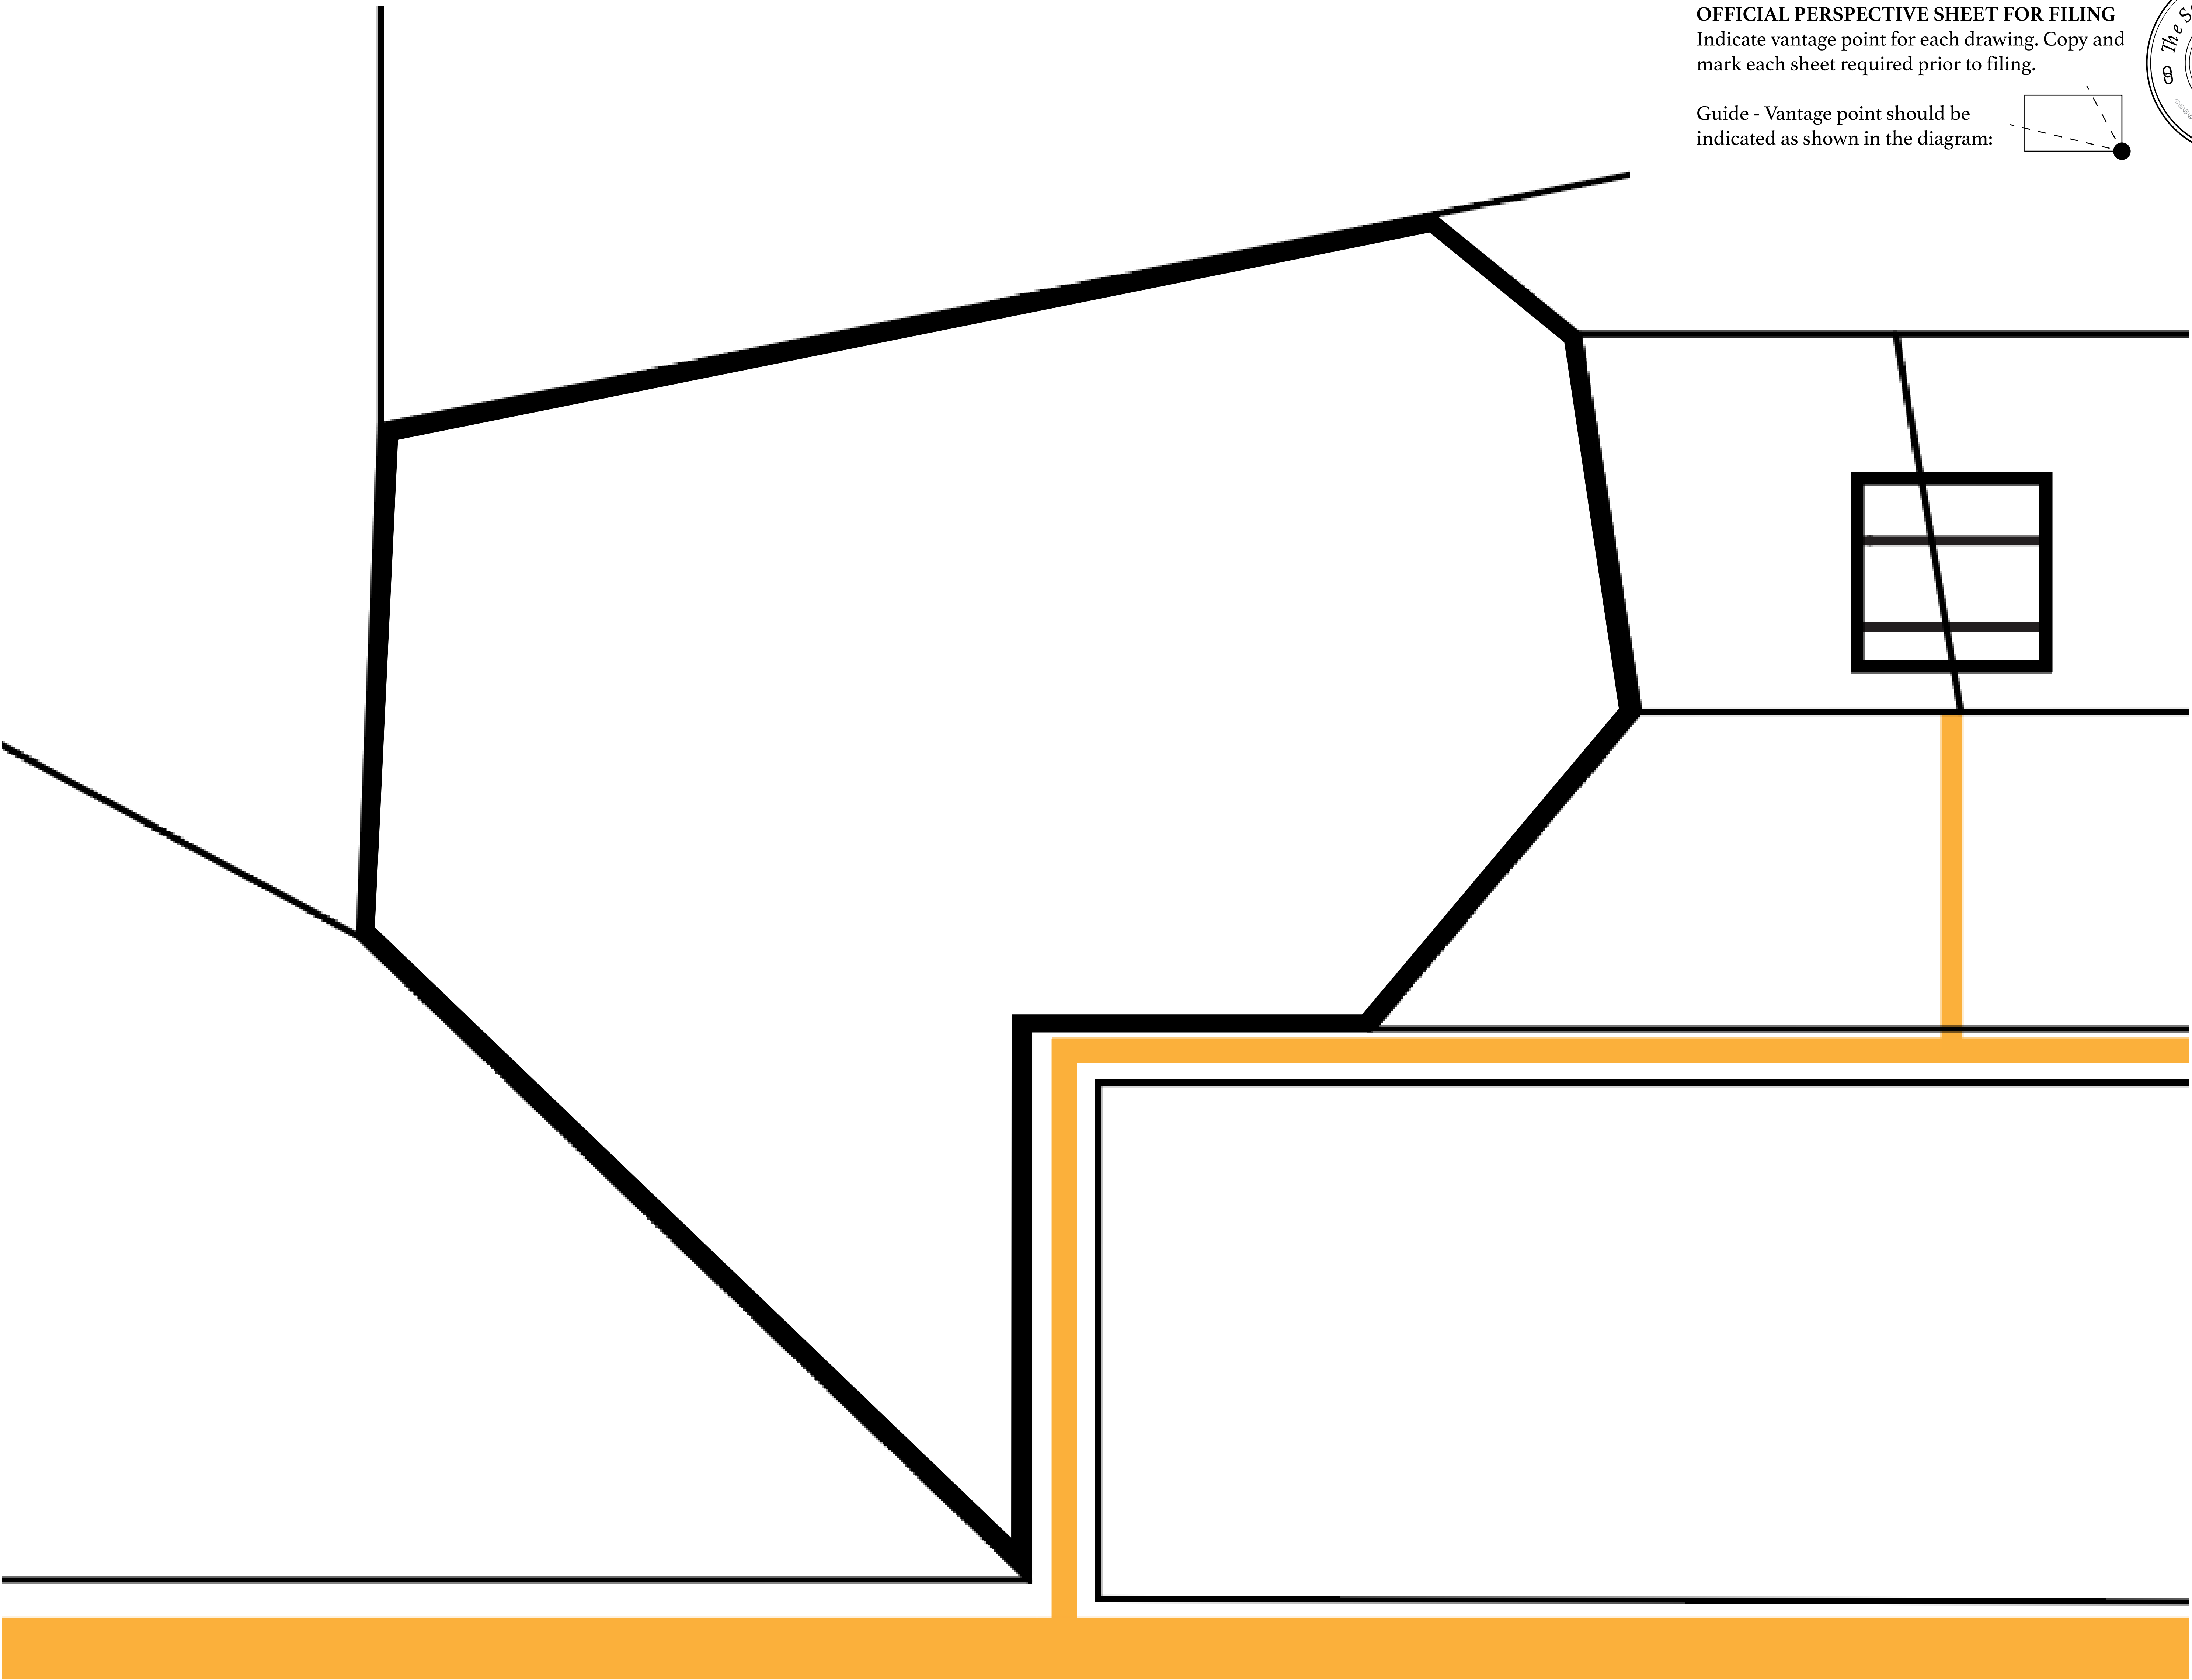 OFFICIAL PERSPECTIVE SHEET FOR FILING
Indicate vantage point for each drawing. Copy and
mark each sheet required prior to filing.
Guide - Vantage point should be
indicated as shown in the diagram:
The